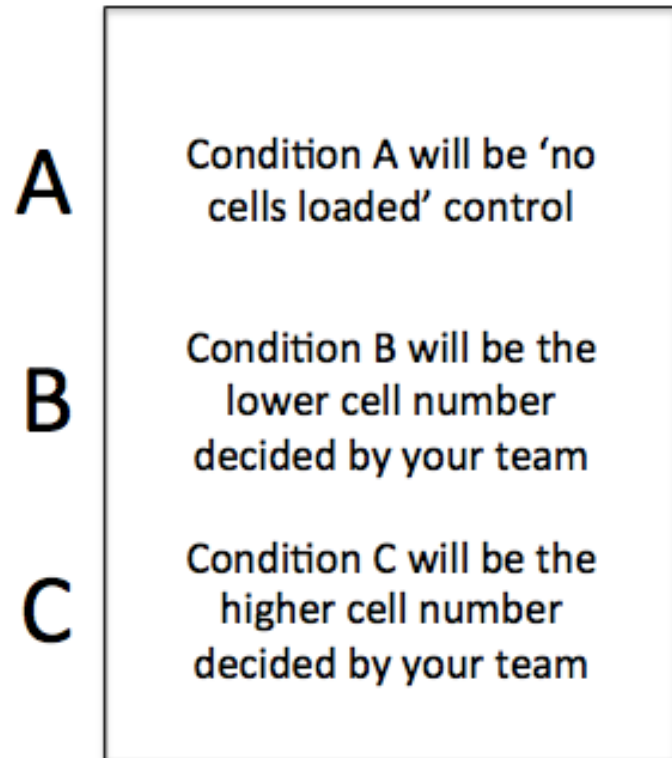 A
Condition A will be ‘no
cells loaded’ control
B
Condition B will be the
lower cell number
decided by your team
C
Condition C will be the
higher cell number
decided by your team